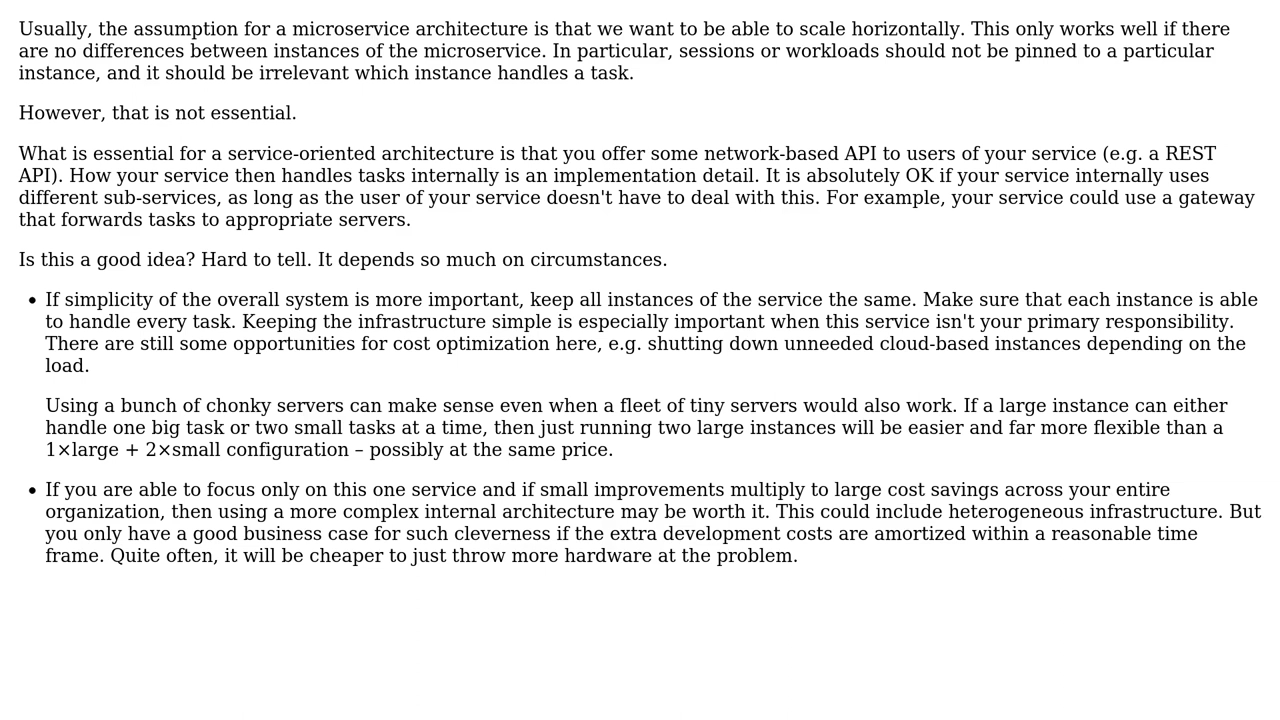 Usually, the assumption for a microservice architecture is that we want to be able to scale horizontally. This only works well if there
are no differences between instances of the microservice. In particular, sessions or workloads should not be pinned to a particular
instance, and it should be irrelevant which instance handles a task.
However, that is not essential.
What is essential for a service-oriented architecture is that you offer some network-based API to users of your service (e.g. a REST
API). How your service then handles tasks internally is an implementation detail. It is absolutely OK if your service internally uses
different sub-services, as long as the user of your service doesn't have to deal with this. For example, your service could use a gateway
that forwards tasks to appropriate servers.
Is this a good idea? Hard to tell. It depends so much on circumstances.
• If simplicity of the overall system is more important, keep all instances of the service the same. Make sure that each instance is able
to handle every task. Keeping the infrastructure simple is especially important when this service isn't your primary responsibility.
There are still some opportunities for cost optimization here, e.g. shutting down unneeded cloud-based instances depending on the
load.
Using a bunch of chonky servers can make sense even when a fleet of tiny servers would also work. If a large instance can either
handle one big task or two small tasks at a time, then just running two large instances will be easier and far more flexible than a
1×large + 2×small configuration – possibly at the same price.
• If you are able to focus only on this one service and if small improvements multiply to large cost savings across your entire
organization, then using a more complex internal architecture may be worth it. This could include heterogeneous infrastructure. But
you only have a good business case for such cleverness if the extra development costs are amortized within a reasonable time
frame. Quite often, it will be cheaper to just throw more hardware at the problem.